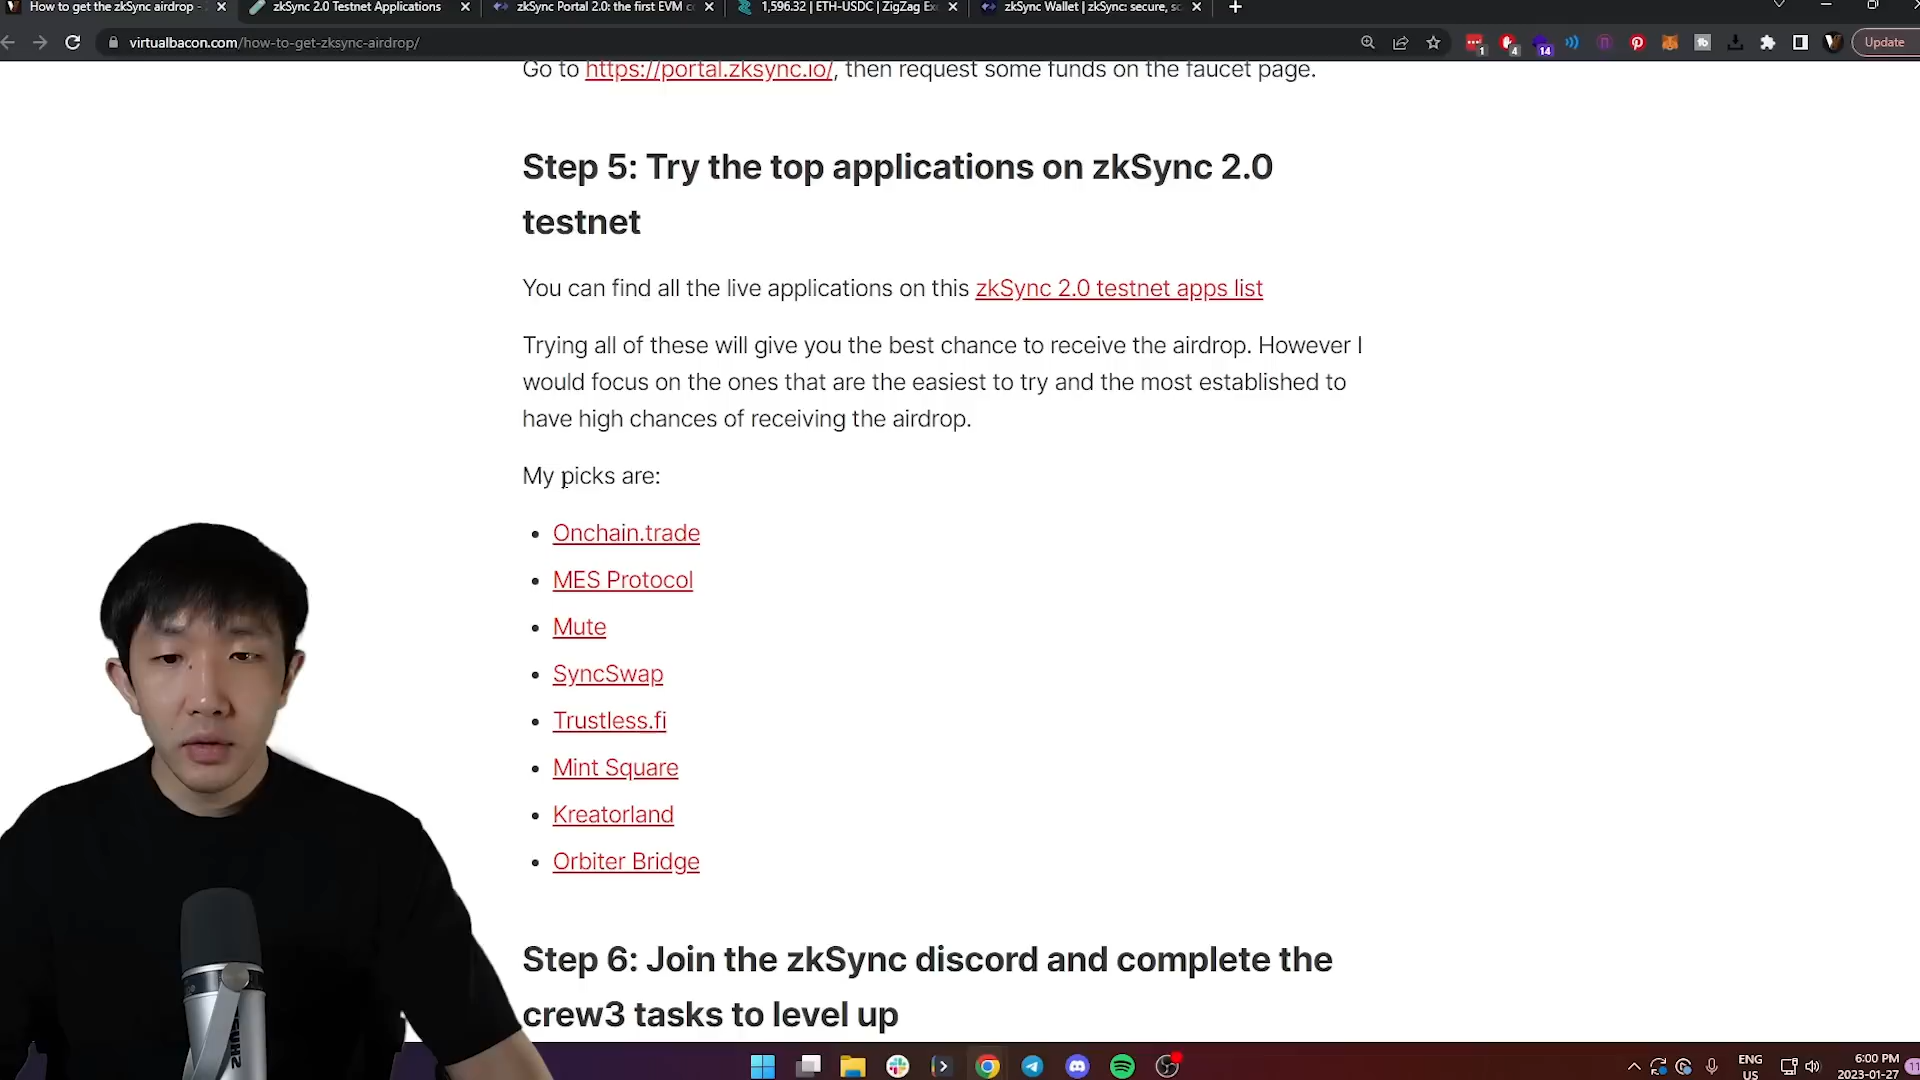 How to get the zkSync airdrop -
zkSync 2.0 Testnet Applications
zkSync Portal 2.0: the first EVM c
1,596.32 | ETH-USDC | ZigZag Ex
zkSync Wallet | zkSync: secure, s
virtualbacon.com/how-to-get-zksync-airdrop/
1
4
14
Update
Go to https://portal.zksync.io/, then request some funds on the faucet page.
Step 5: Try the top applications on zkSync 2.0
testnet
You can find all the live applications on this zkSync 2.0 testnet apps list
Trying all of these will give you the best chance to receive the airdrop. However I
would focus on the ones that are the easiest to try and the most established to
have high chances of receiving the airdrop.
My picks are:
• Onchain.trade
• MES Protocol
• Mute
• SyncSwap
• Trustless.fi
• Mint Square
• Kreatorland
• Orbiter Bridge
Step 6: Join the zkSync discord and complete the
crew3 tasks to level up
ENG
US
6:00 PM
2023-01-27